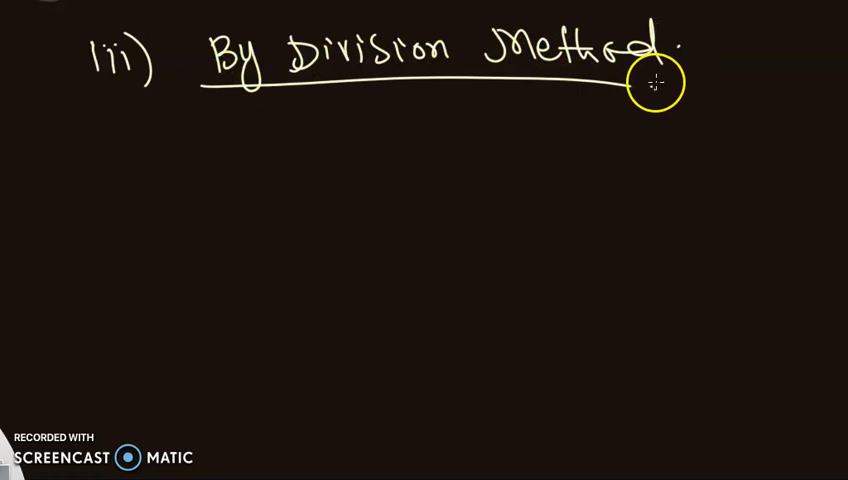 iii) By Division Method.
RECORDED WITH
SCREENCAST MATIC